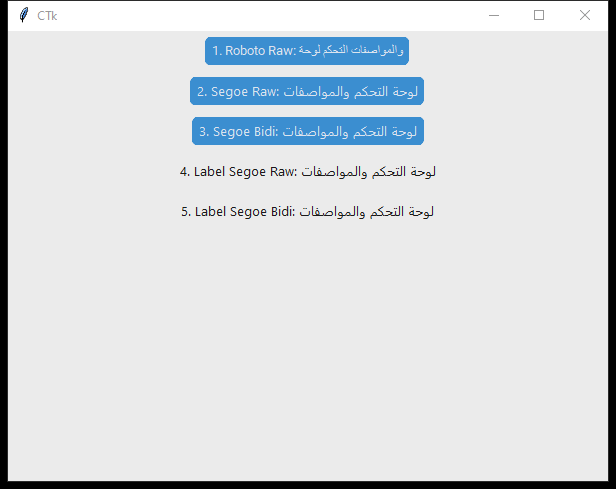 CTk
1. Roboto Raw: والمواصفات التحكم لوحة
2. Segoe Raw: لوحة التحكم والمواصفات
3. Segoe Bidi: لوحة التحكم والمواصفات
4. Label Segoe Raw: لوحة التحكم والمواصفات
5. Label Segoe Bidi: لوحة التحكم والمواصفات